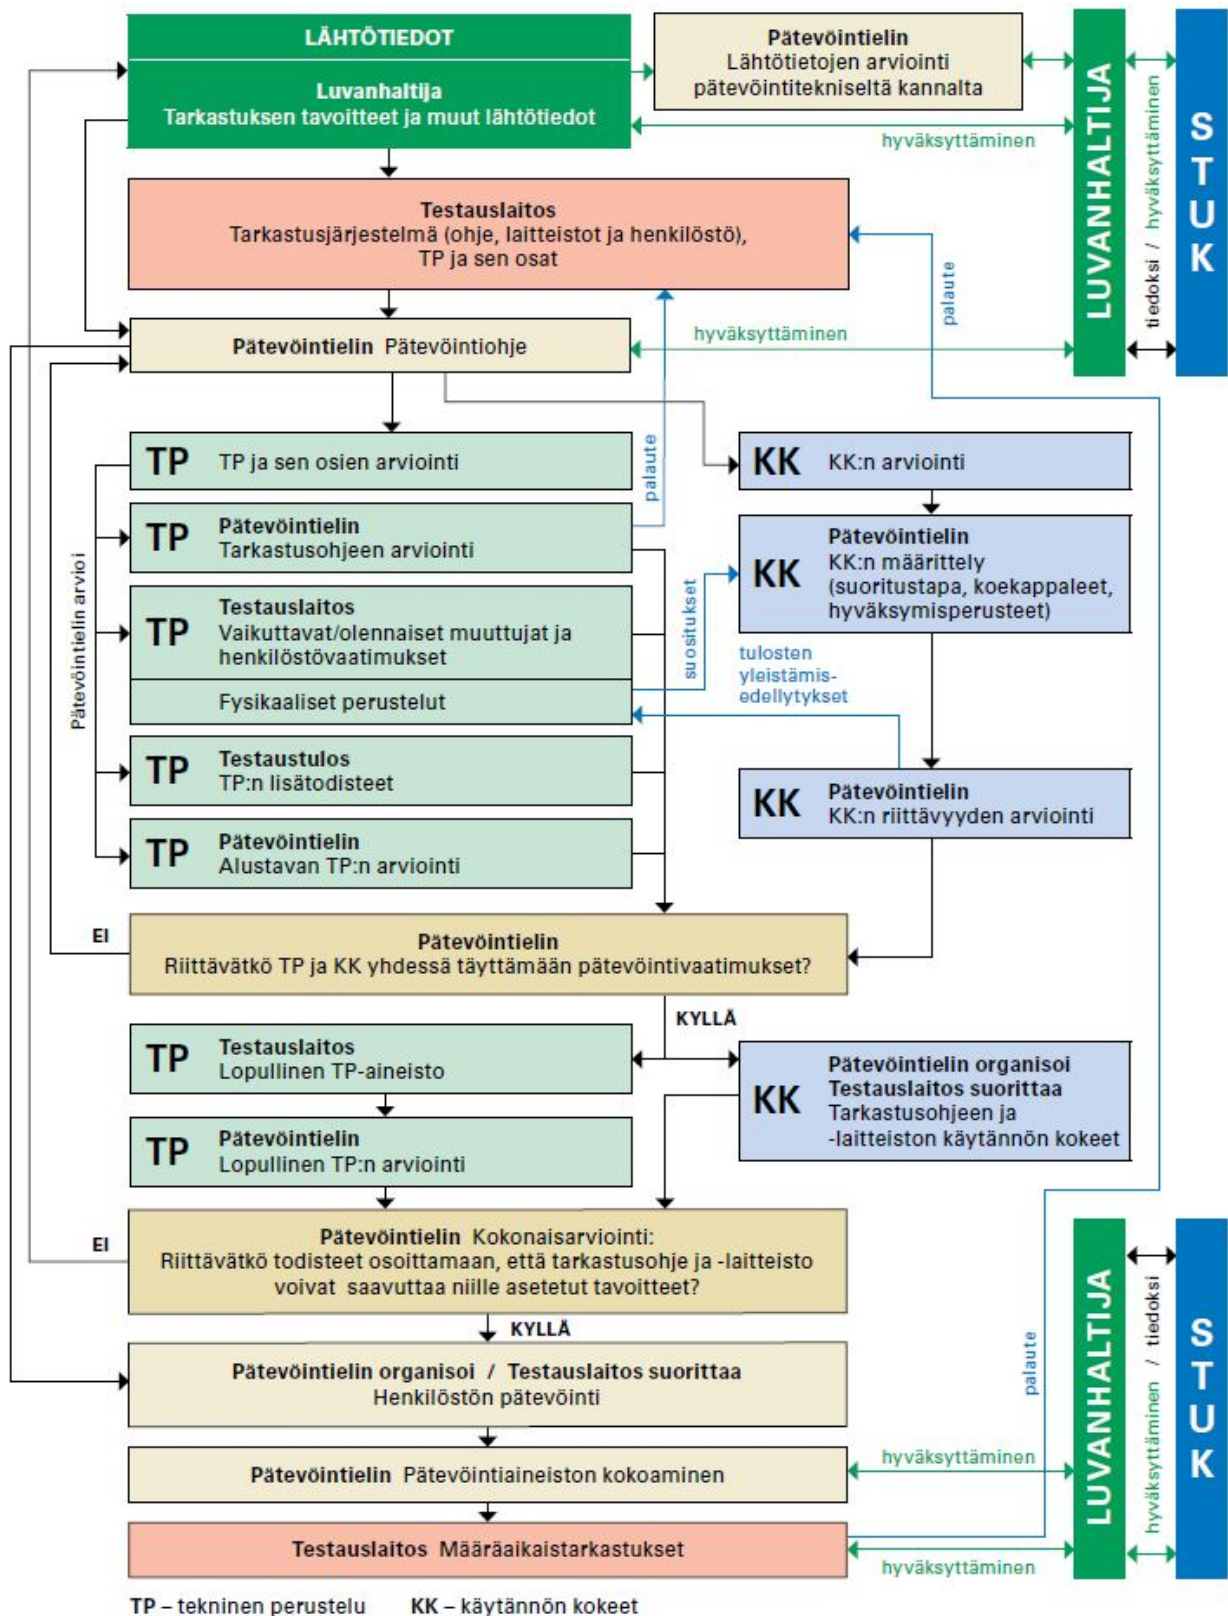 LÄHTÖTIEDOT
Luvanhaltija
Tarkastuksen tavoitteet ja muut lähtötiedot
Pätevöintielin
Lähtötietojen arviointi
pätevöintitekniseltä kannalta
hyväksyttäminen
LUVANHALTIJA
tiedoksi / hyväksyttäminen
STUK
Testauslaitos
Tarkastusjärjestelmä (ohje, laitteistot ja henkilöstö),
TP ja sen osat
palaute
Pätevöintielin Pätevöintiohje
hyväksyttäminen
TP
TP ja sen osien arviointi
palaute
KK
KK:n arviointi
Pätevöintielin arvioi
TP
Pätevöintielin
Tarkastusohjeen arviointi
KK
Pätevöintielin
KK:n määrittely
(suoritustapa, koekappaleet,
hyväksymisperusteet)
TP
Testauslaitos
Vaikuttavat/olennaiset muuttujat ja
henkilöstövaatimukset
Fysikaaliset perustelut
suositukset
tulosten
yleistämis-
edellytykset
TP
Testaustulos
TP:n lisätodisteet
KK
Pätevöintielin
KK:n riittävyyden arviointi
TP
Pätevöintielin
Alustavan TP:n arviointi
EI
Pätevöintielin
Riittävätkö TP ja KK yhdessä täyttämään pätevöintivaatimukset?
KYLLÄ
TP
Testauslaitos
Lopullinen TP-aineisto
KK
Pätevöintielin organisoi
Testauslaitos suorittaa
Tarkastusohjeen ja
-laitteiston käytännön kokeet
TP
Pätevöintielin
Lopullinen TP:n arviointi
EI
Pätevöintielin Kokonaisarviointi:
Riittävätkö todisteet osoittamaan, että tarkastusohje ja -laitteisto
voivat saavuttaa niille asetetut tavoitteet?
KYLLÄ
Pätevöintielin organisoi / Testauslaitos suorittaa
Henkilöstön pätevöinti
palaute
LUVANHALTIJA
hyväksyttäminen / tiedoksi
STUK
Pätevöintielin Pätevöintiaineiston kokoaminen
hyväksyttäminen
Testauslaitos Määräaikaistarkastukset
hyväksyttäminen
TP – tekninen perustelu KK – käytännön kokeet